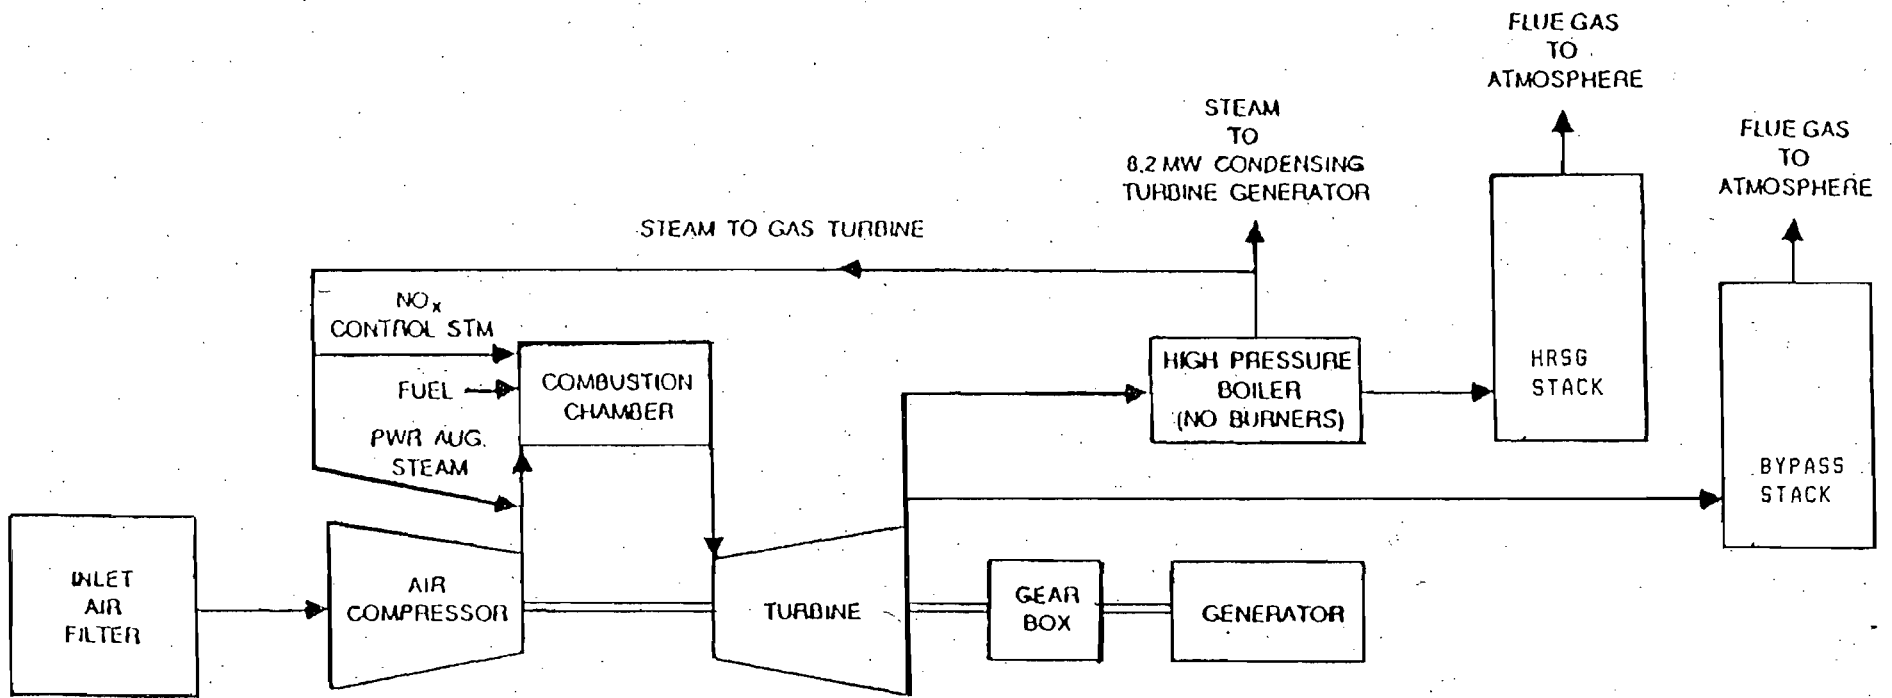 FLUE GAS
TO
ATMOSPHERE
STEAM
TO
8.2 MW CONDENSING
TURBINE GENERATOR
FLUE GAS
TO
ATMOSPHERE
STEAM TO GAS TURBINE
NOx
CONTROL STM
FUEL
COMBUSTION
CHAMBER
HIGH PRESSURE
BOILER
(NO BURNERS)
HRSG
STACK
PWR AUG.
STEAM
BYPASS
STACK
INLET
AIR
FILTER
AIR
COMPRESSOR
TURBINE
GEAR
BOX
GENERATOR